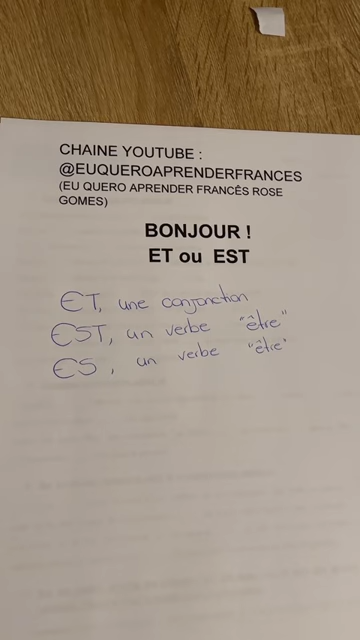 CHAINE YOUTUBE :
@EUQUEROAPRENDERFRANCES
(EU QUERO APRENDER FRANCÊS ROSE
GOMES)
BONJOUR !
ET ou EST
ET, une conjonction
EST, un verbe "être"
ES, un verbe "être"